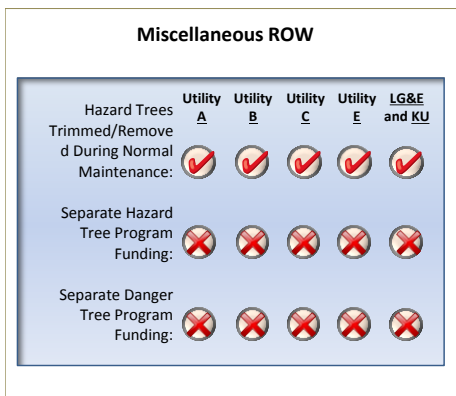 Miscellaneous ROW
Utility Utility Utility Utility LG&E
A B C E and KU
Hazard Trees
Trimmed/Remove
d During Normal
Maintenance:
Separate Hazard
Tree Program
Funding:
Separate Danger
Tree Program
Funding: